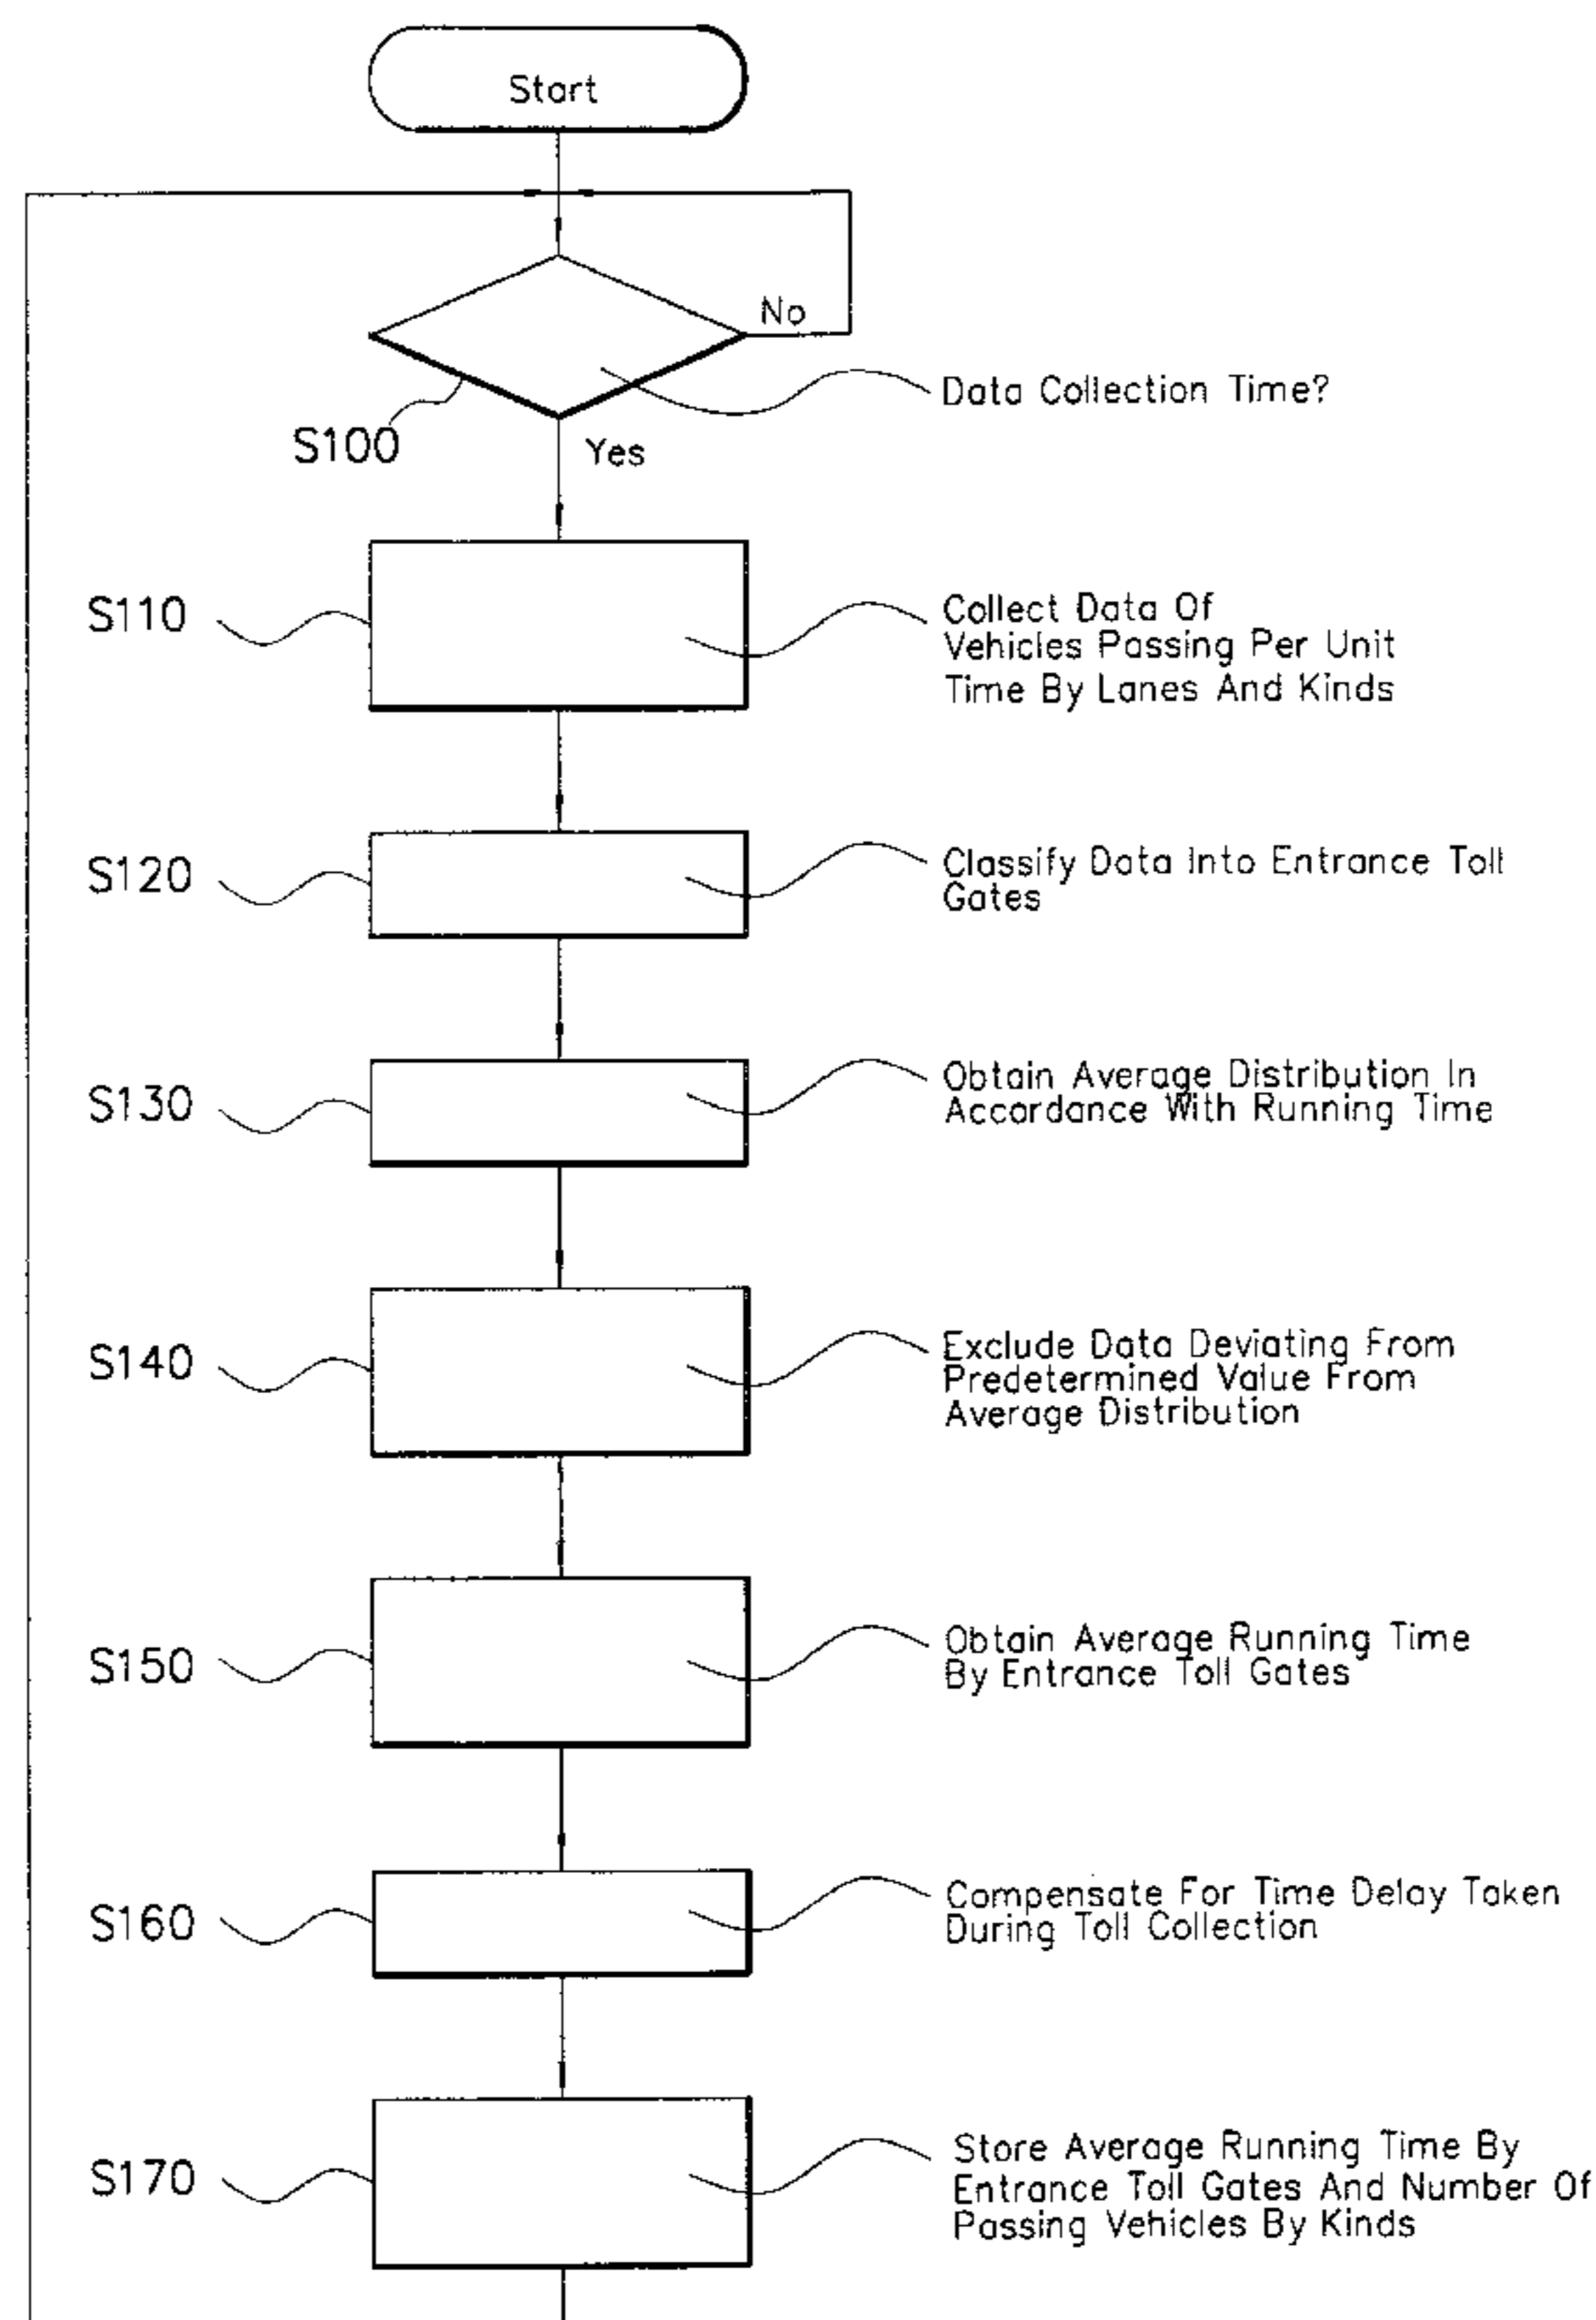 Start
No
Data Collection Time?
S100
Yes
S110
Collect Data Of
Vehicles Passing Per Unit
Time By Lanes And Kinds
S120
Classify Data Into Entrance Toll
Gates
S130
Obtain Average Distribution In
Accordance With Running Time
S140
Exclude Data Deviating From
Predetermined Value From
Average Distribution
S150
Obtain Average Running Time
By Entrance Toll Gates
S160
Compensate For Time Delay Taken
During Toll Collection
S170
Store Average Running Time By
Entrance Toll Gates And Number Of
Passing Vehicles By Kinds